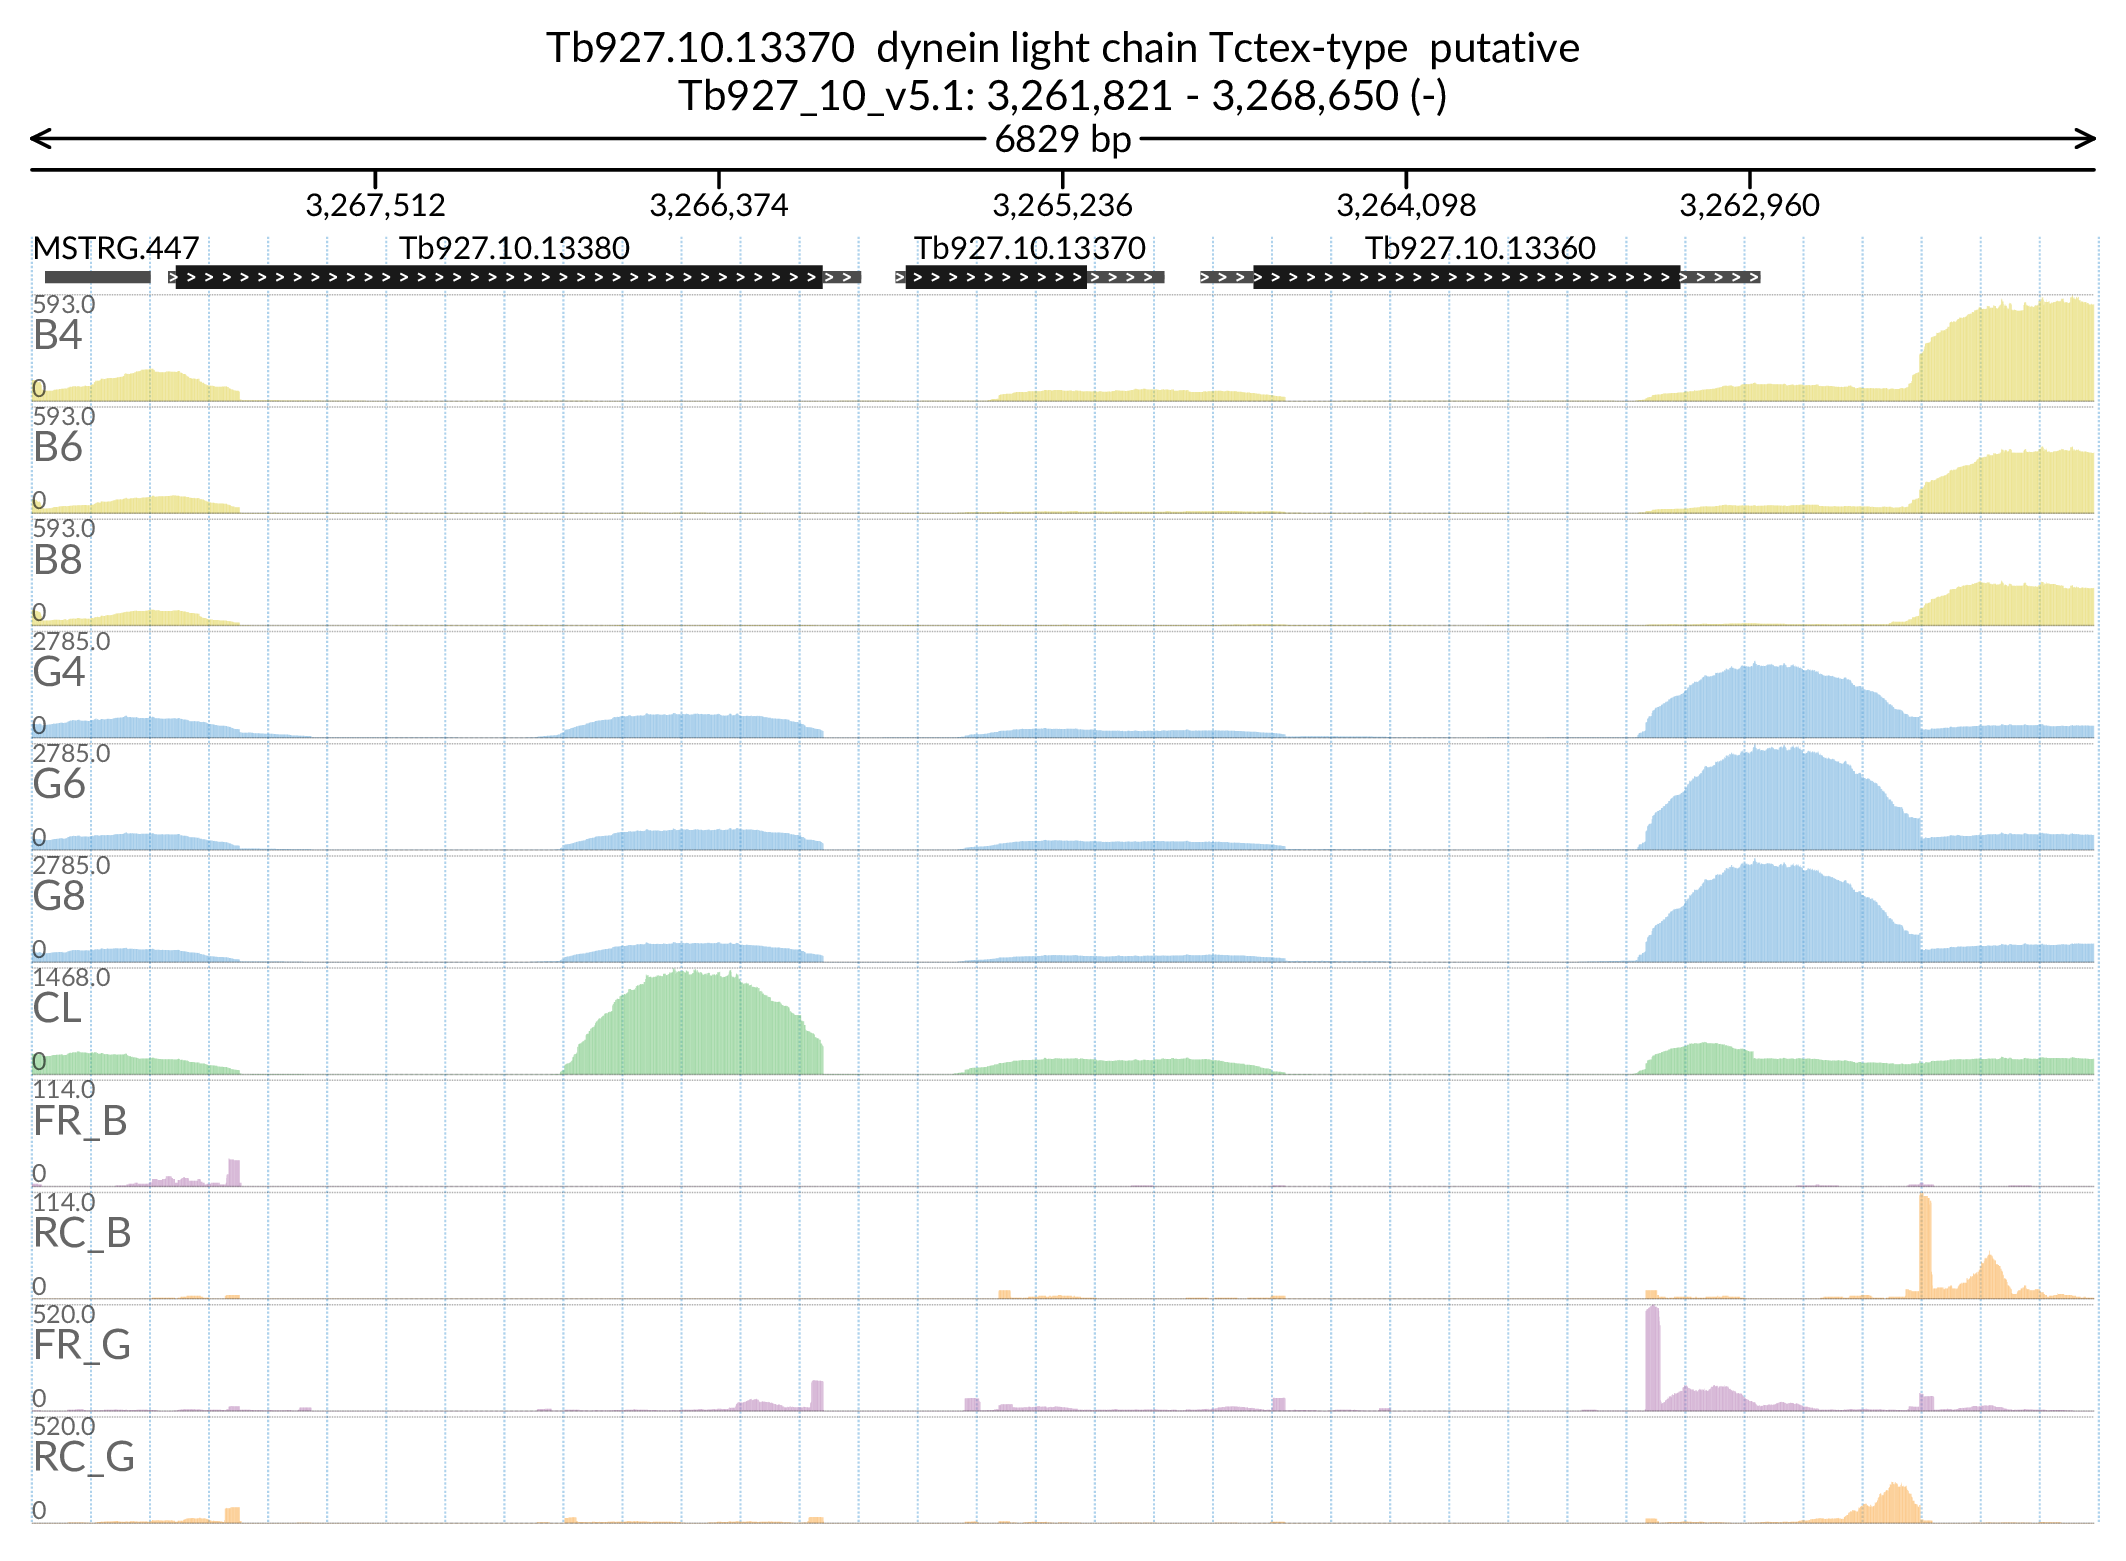 Tb927.10.13370  dynein light chain Tctex-type  putative
Tb927_10_v5.1: 3,261,821 - 3,268,650 (-)
6829 bp
3,267,512 3,266,374 3,265,236 3,264,098 3,262,960
MSTRG.447 Tb927.10.13380 Tb927.10.13370 Tb927.10.13360
593.0
B4
0
593.0
B6
0
593.0
B8
0
2785.0
G4
0
2785.0
G6
0
2785.0
G8
0
1468.0
CL
0
114.0
FR_B
0
114.0
RC_B
0
520.0
FR_G
0
520.0
RC_G
0